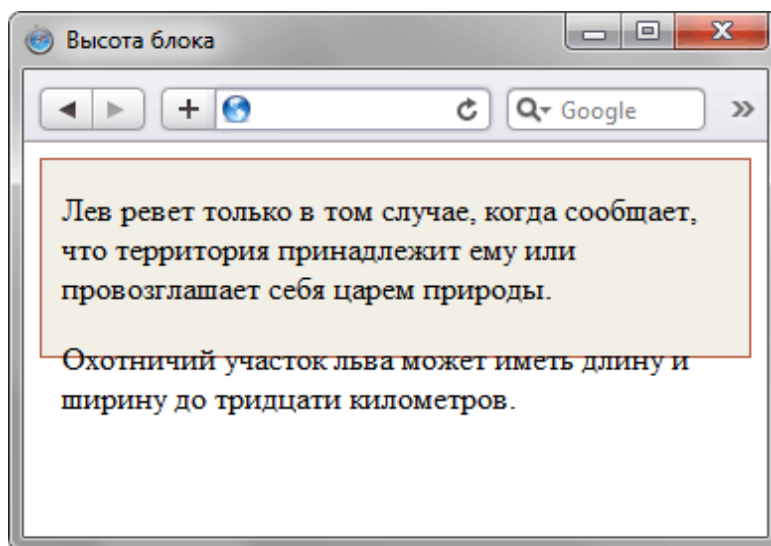 Высота блока
Google
Лев ревет только в том случае, когда сообщает,
что территория принадлежит ему или
провозглашает себя царем природы.
Охотничий участок льва может иметь длину и
ширину до тридцати километров.